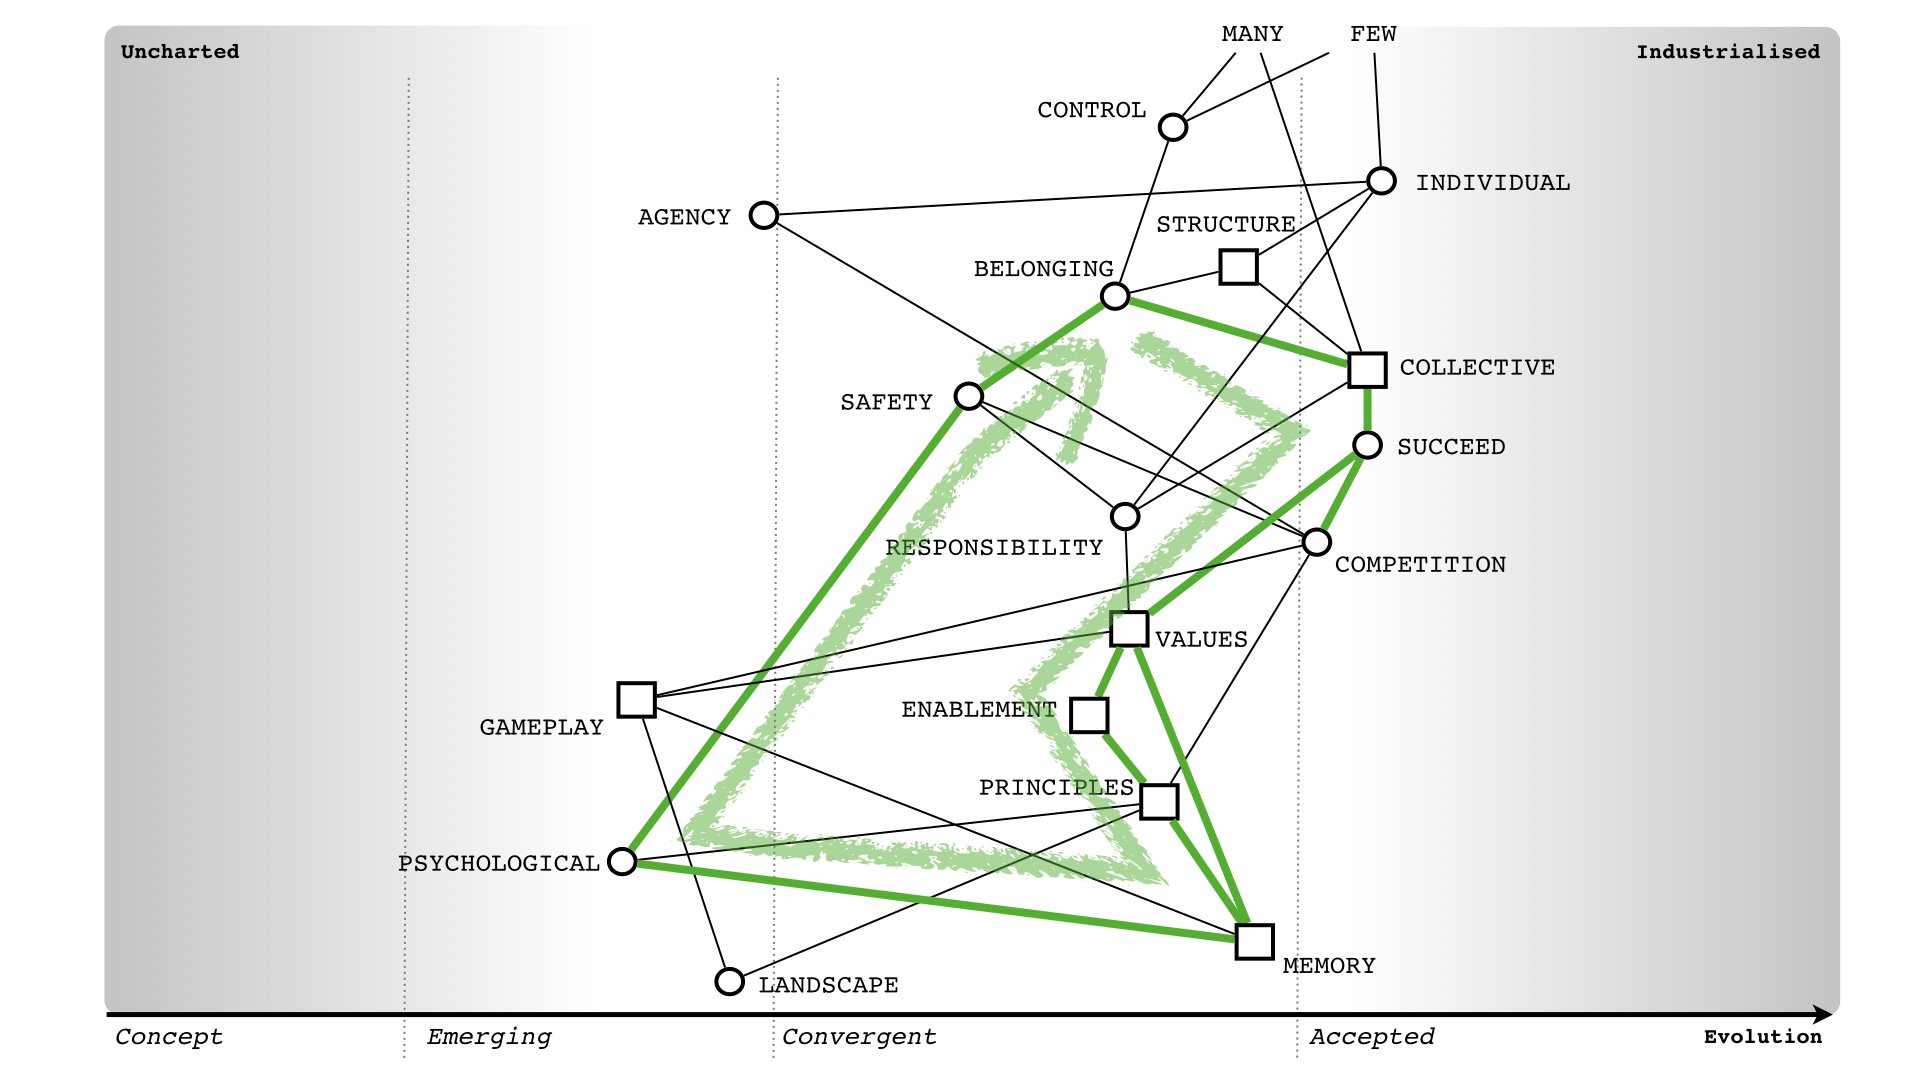 MANY FEW
Uncharted
Industrialised
CONTROL
INDIVIDUAL
AGENCY
STRUCTURE
BELONGING
COLLECTIVE
SAFETY
SUCCEED
RESPONSIBILITY
COMPETITION
VALUES
ENABLEMENT
GAMEPLAY
PRINCIPLES
PSYCHOLOGICAL
MEMORY
LANDSCAPE
Concept Emerging Convergent Accepted Evolution